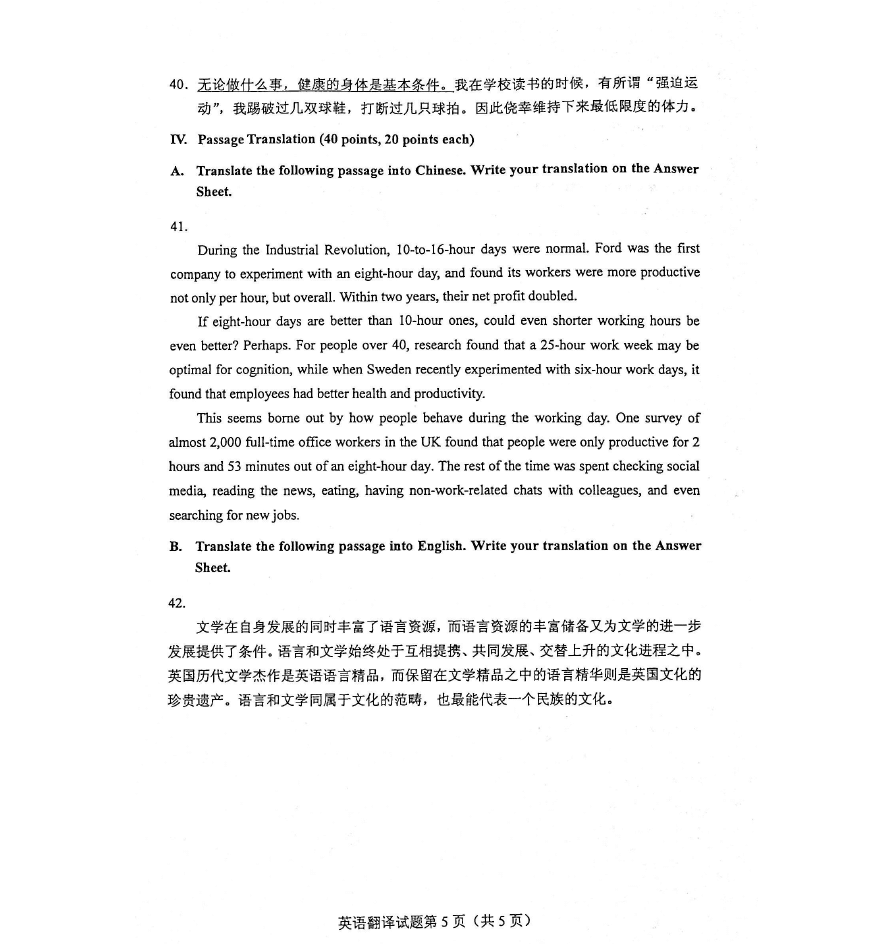 40. 无论做什么事，健康的身体是基本条件。我在学校读书的时候，有所谓“强迫运
动”，我踢破过几双球鞋，打断过几只球拍。因此侥幸维持下来最低限度的体力。
IV. Passage Translation (40 points, 20 points each)
A. Translate the following passage into Chinese. Write your translation on the Answer
Sheet.
41.
During the Industrial Revolution, 10-to-16-hour days were normal. Ford was the first
company to experiment with an eight-hour day, and found its workers were more productive
not only per hour, but overall. Within two years, their net profit doubled.
If eight-hour days are better than 10-hour ones, could even shorter working hours be
even better? Perhaps. For people over 40, research found that a 25-hour work week may be
optimal for cognition, while when Sweden recently experimented with six-hour work days, it
found that employees had better health and productivity.
This seems borne out by how people behave during the working day. One survey of
almost 2,000 full-time office workers in the UK found that people were only productive for 2
hours and 53 minutes out of an eight-hour day. The rest of the time was spent checking social
media, reading the news, eating, having non-work-related chats with colleagues, and even
searching for new jobs.
B. Translate the following passage into English. Write your translation on the Answer
Sheet.
42.
文学在自身发展的同时丰富了语言资源，而语言资源的丰富储备又为文学的进一步
发展提供了条件。语言和文学始终处于互相提携、共同发展、交替上升的文化进程之中。
英国历代文学杰作是英语语言精品，而保留在文学精品之中的语言精华则是英国文化的
珍贵遗产。语言和文学同属于文化的范畴，也最能代表一个民族的文化。
英语翻译试题第 5 页（共 5 页）